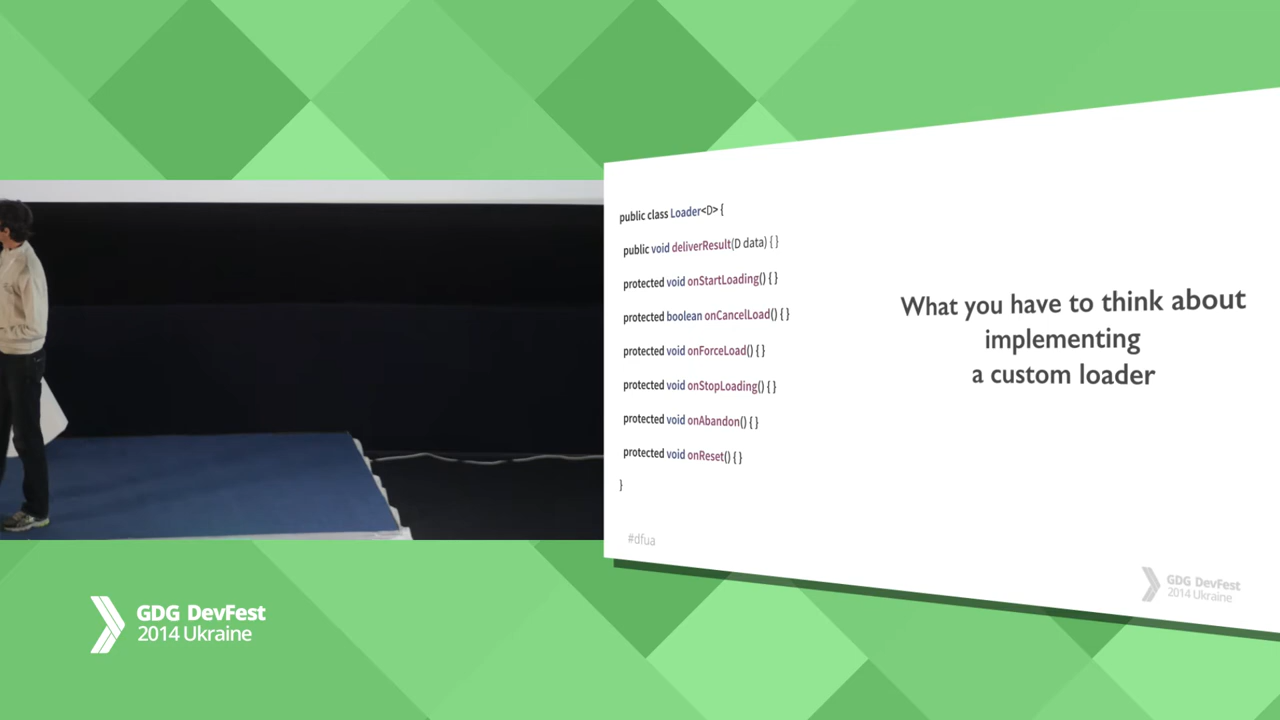 public class Loader<D> {
public void deliverResult(D data) { }
protected void onStartLoading() { }
protected boolean onCancelLoad() { }
protected void onForceLoad() { }
protected void onStopLoading() { }
protected void onAbandon() { }
protected void onReset() { }
}
What you have to think about
implementing
a custom loader
#dfua
GDG DevFest
2014 Ukraine
GDG DevFest
2014 Ukraine